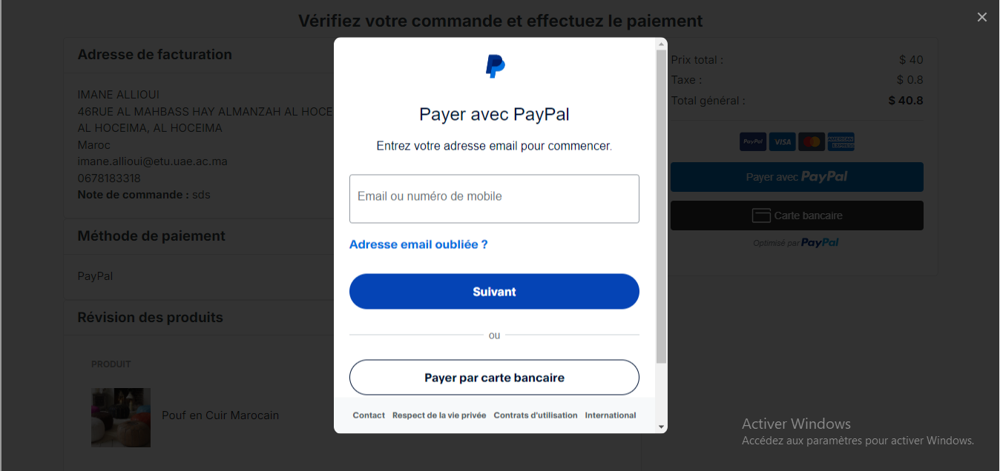 Vérifiez votre commande et effectuez le paiement
Adresse de facturation
IMANE ALLIOUI
46RUE AL MAHBASS HAY ALMANZAH AL HOCE
AL HOCEIMA, AL HOCEIMA
Maroc
imane.allioui@etu.uae.ac.ma
0678183318
Note de commande : sds
Méthode de paiement
PayPal
Révision des produits
PRODUIT
Pouf en Cuir Marocain
Payer avec PayPal
Entrez votre adresse email pour commencer.
Email ou numéro de mobile
Adresse email oubliée ?
Suivant
ou
Payer par carte bancaire
Contact Respect de la vie privée Contrats d'utilisation International
Prix total : $ 40
Taxe : $ 0.8
Total général : $ 40.8
PayPal VISA AMERICAN EXPRESS
Payer avec PayPal
Carte bancaire
Optimisé par PayPal
Activer Windows
Accédez aux paramètres pour activer Windows.